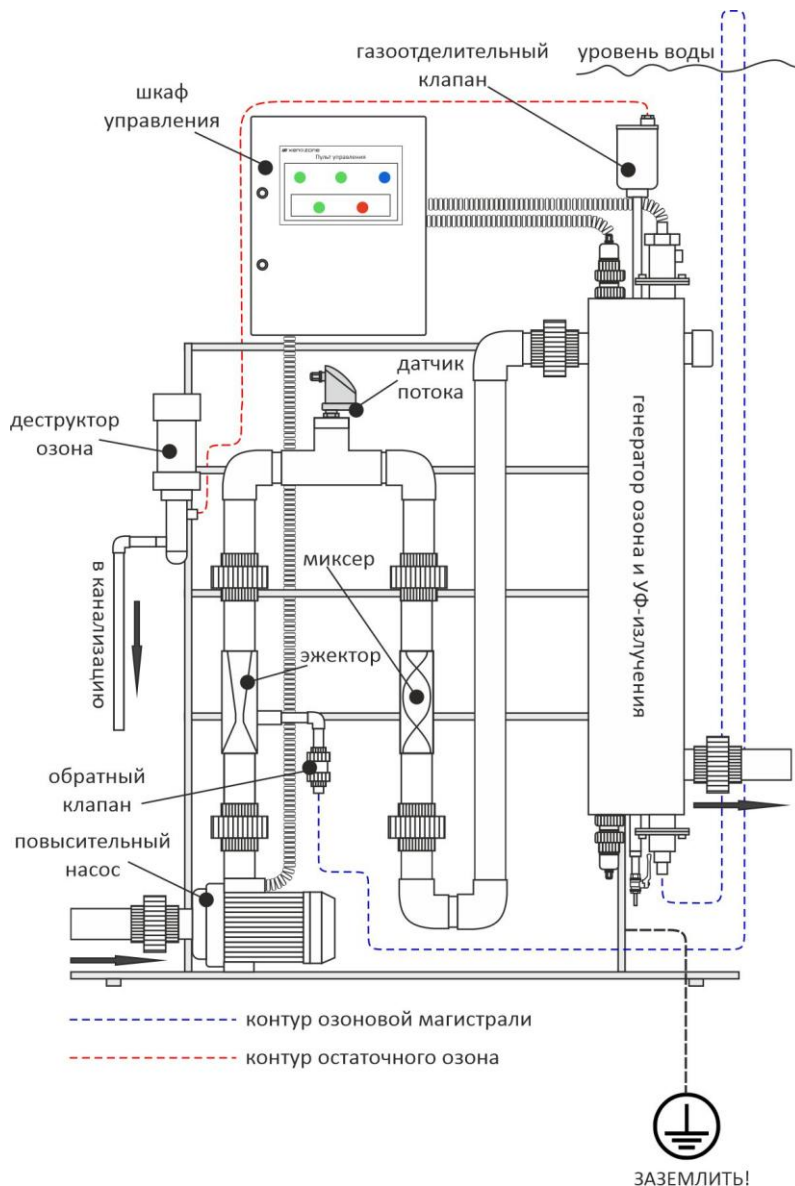 газоотделительный
клапан
уровень воды
шкаф
управления
Пульт управления
датчик
потока
деструктор
озона
генератор озона и УФ-излучения
миксер
в канализацию
эжектор
обратный
клапан
повысительный
насос
контур озоновой магистрали
контур остаточного озона
ЗАЗЕМЛИТЬ!